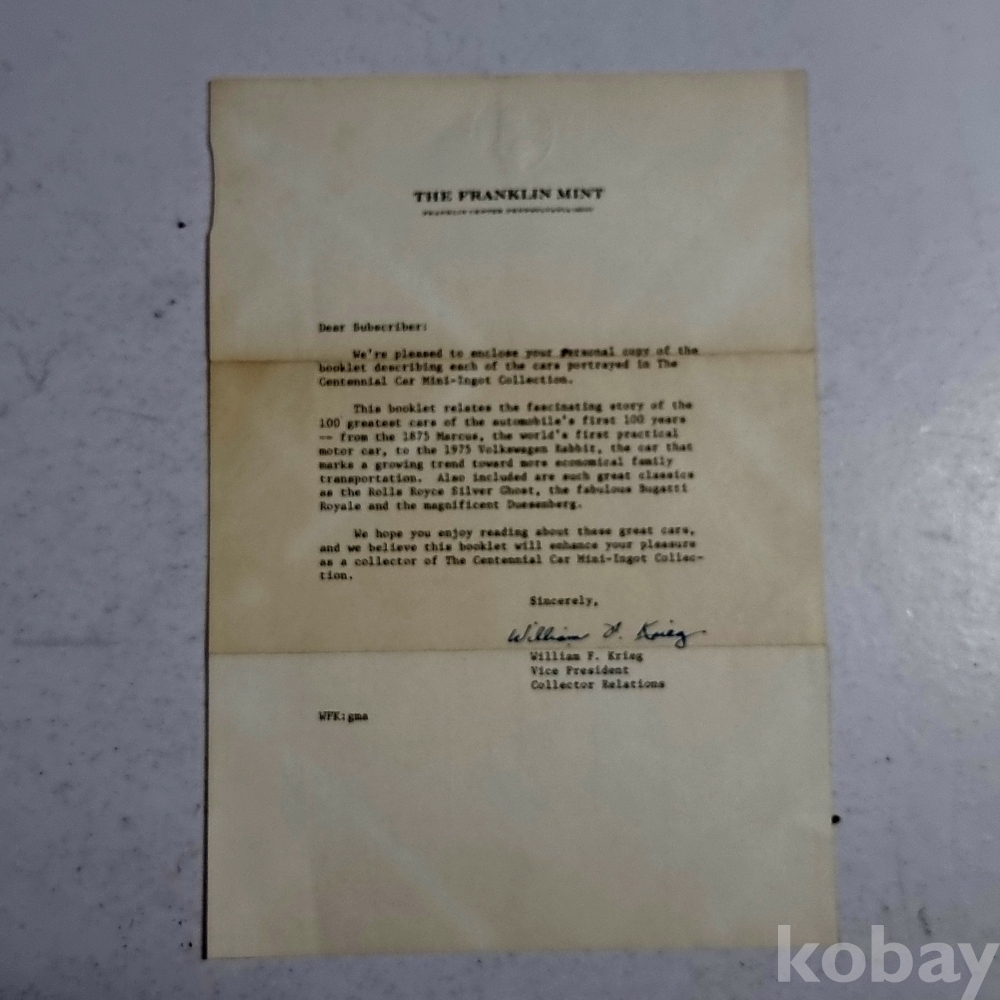 THE FRANKLIN MINT
FRANKLIN CENTER, PENNSYLVANIA
Dear Subscriber:
We're pleased to enclose your personal copy of the
booklet describing each of the cars portrayed in The
Centennial Car Mini-Ingot Collection.
This booklet relates the fascinating story of the
100 greatest cars of the automobile's first 100 years
-- from the 1875 Marcus, the world's first practical
motor car, to the 1975 Volkswagen Rabbit, the car that
marks a growing trend toward more economical family
transportation. Also included are such great classics
as the Rolls Royce Silver Ghost, the fabulous Bugatti
Royale and the magnificent Duesenberg.
We hope you enjoy reading about these great cars,
and we believe this booklet will enhance your pleasure
as a collector of The Centennial Car Mini-Ingot Collec-
tion.
Sincerely,
William F. Krieg
William F. Krieg
Vice President
Collector Relations
WFK:gma
kobay